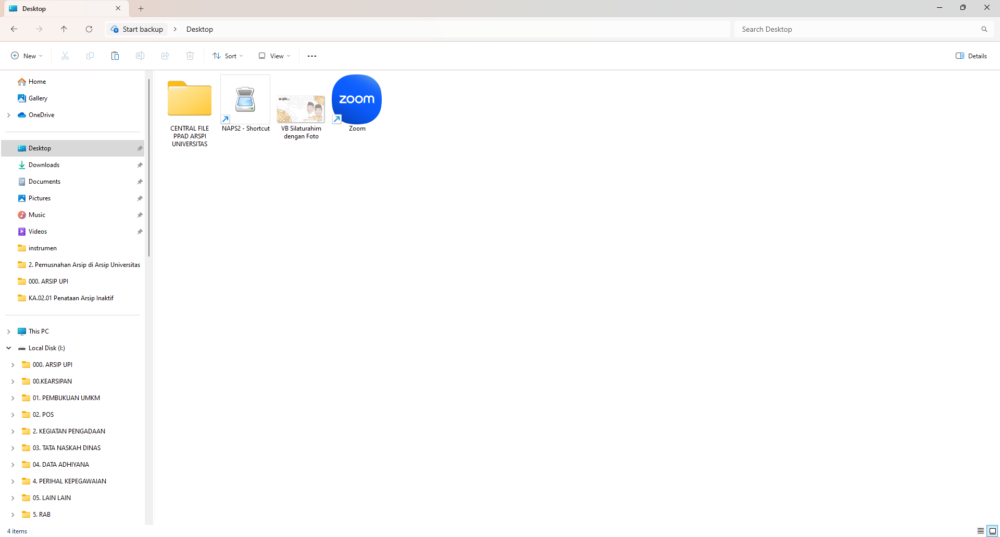 Desktop
Start backup
Desktop
Search Desktop
New
Sort
View
Details
Home
Gallery
OneDrive
Desktop
Downloads
Documents
Pictures
Music
Videos
instrumen
2. Pemusnahan Arsip di Arsip Universitas
000. ARSIP UPI
KA.02.01 Penataan Arsip Inaktif
This PC
Local Disk (I:)
000. ARSIP UPI
00.KEARSIPAN
01. PEMBUKUAN UMKM
02. POS
2. KEGIATAN PENGADAAN
03. TATA NASKAH DINAS
04. DATA ADHIYANA
4. PERIHAL KEPEGAWAIAN
05. LAIN LAIN
5. RAB
CENTRAL FILE
PPAD ARSPI
UNIVERSITAS
NAPS2 - Shortcut
UPI
VB Silaturahim
dengan Foto
zoom
Zoom
4 items